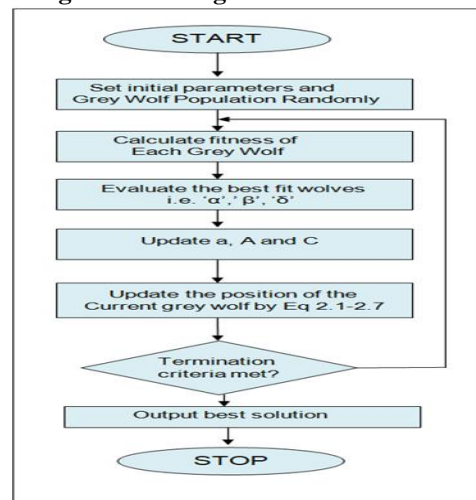 START
Set initial parameters and
Grey Wolf Population Randomly
Calculate fitness of
Each Grey Wolf
Evaluate the best fit wolves
i.e. ‘α’,’ β’, ‘δ’
Update a, A and C
Update the position of the
Current grey wolf by Eq 2.1-2.7
Termination
criteria met?
Output best solution
STOP